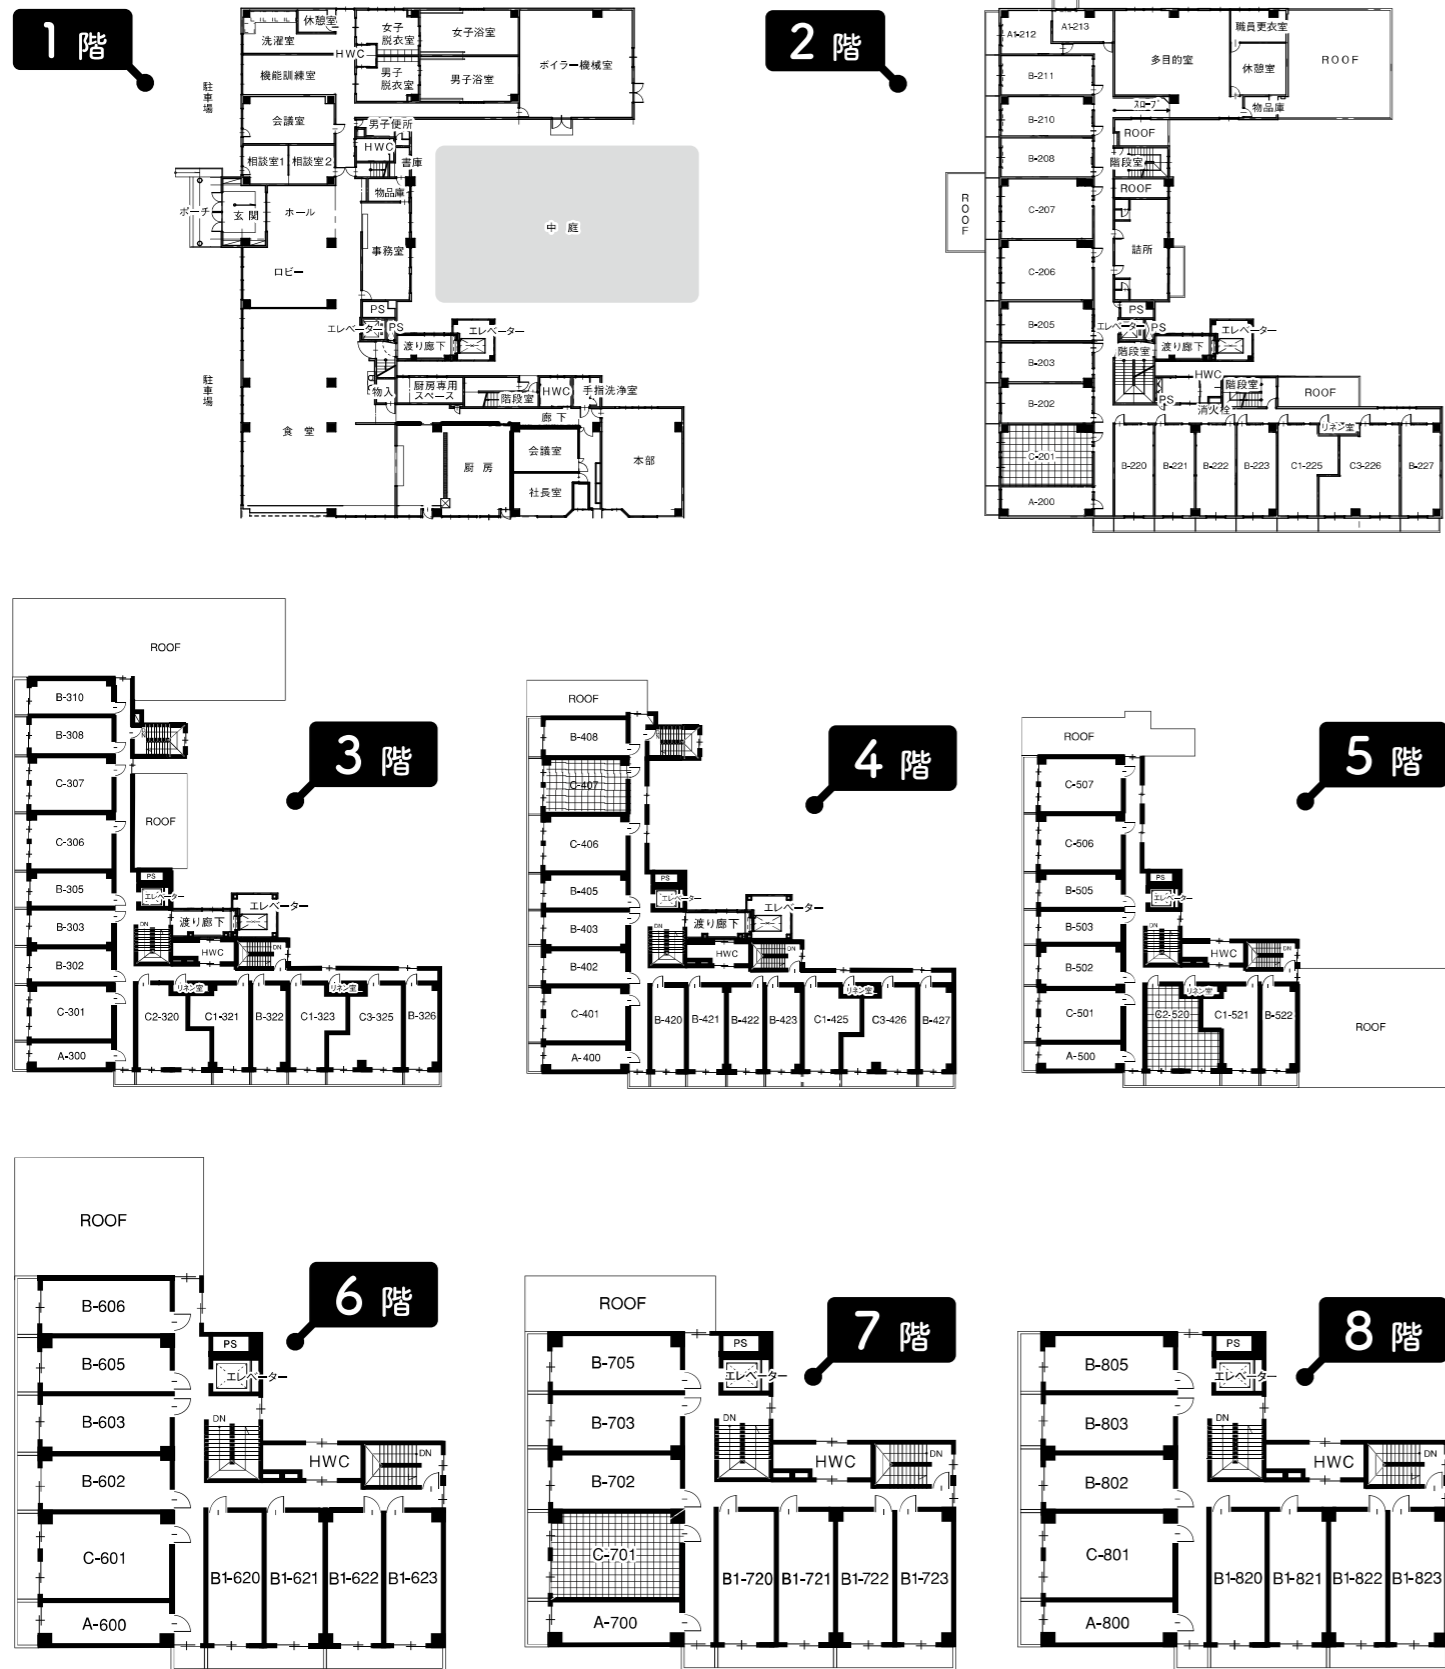 1 階
休憩室
洗濯室
女子
脱衣室
女子浴室
ボイラー機械室
HWC
機能訓練室
男子
脱衣室
男子浴室
駐車場
会議室
男子便所
HWC
相談室1
相談室2
書庫
物品庫
ポーチ
玄関
ホール
中庭
事務室
ロビー
PS
エレベーター
PS
エレベーター
渡り廊下
駐車場
物入
厨房専用
スペース
階段室
HWC
手指洗浄室
廊下
食堂
会議室
厨房
本部
社長室
2 階
A1-212
A1-213
多目的室
職員更衣室
ROOF
B-211
休憩室
物品庫
B-210
スロープ
ROOF
B-208
階段室
ROOF
ROOF
C-207
詰所
C-206
PS
B-205
エレベーター
PS
エレベーター
B-203
階段室
渡り廊下
HWC
B-202
階段室
ROOF
PS
消火栓
リネン室
C-201
B-220
B-221
B-222
B-223
C1-225
C3-226
B-227
A-200
3 階
ROOF
B-310
B-308
C-307
ROOF
C-306
PS
B-305
エレベーター
エレベーター
B-303
DN
渡り廊下
HWC
DN
B-302
リネン室
リネン室
C-301
C2-320
C1-321
B-322
C1-323
C3-325
B-326
A-300
4 階
ROOF
B-408
C-407
C-406
PS
B-405
エレベーター
エレベーター
B-403
DN
渡り廊下
HWC
DN
B-402
リネン室
C-401
B-420
B-421
B-422
B-423
C1-425
C3-426
B-427
A-400
5 階
ROOF
C-507
C-506
PS
B-505
エレベーター
B-503
DN
HWC
DN
B-502
リネン室
C-501
C2-520
C1-521
B-522
ROOF
A-500
6 階
ROOF
B-606
PS
B-605
エレベーター
B-603
DN
HWC
DN
B-602
C-601
B1-620
B1-621
B1-622
B1-623
A-600
7 階
ROOF
PS
B-705
エレベーター
B-703
DN
HWC
DN
B-702
C-701
B1-720
B1-721
B1-722
B1-723
A-700
8 階
PS
B-805
エレベーター
B-803
DN
HWC
DN
B-802
C-801
B1-820
B1-821
B1-822
B1-823
A-800